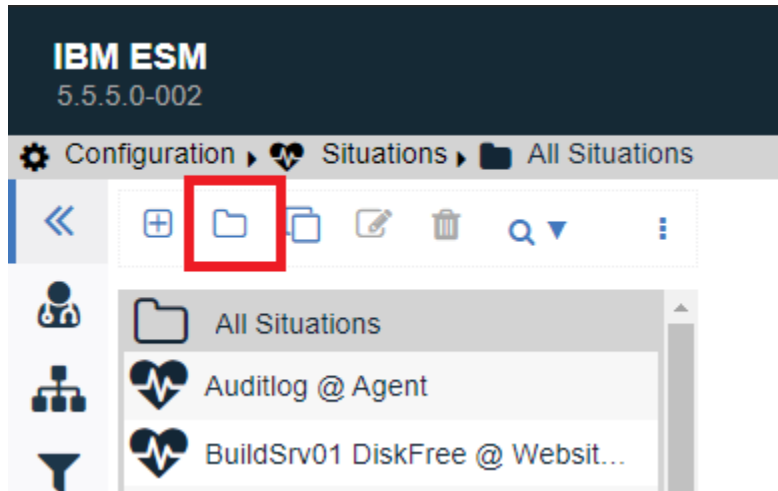 IBM ESM
5.5.5.0-002
Configuration Situations All Situations
All Situations
Auditlog @ Agent
BuildSrv01 DiskFree @ Websit...